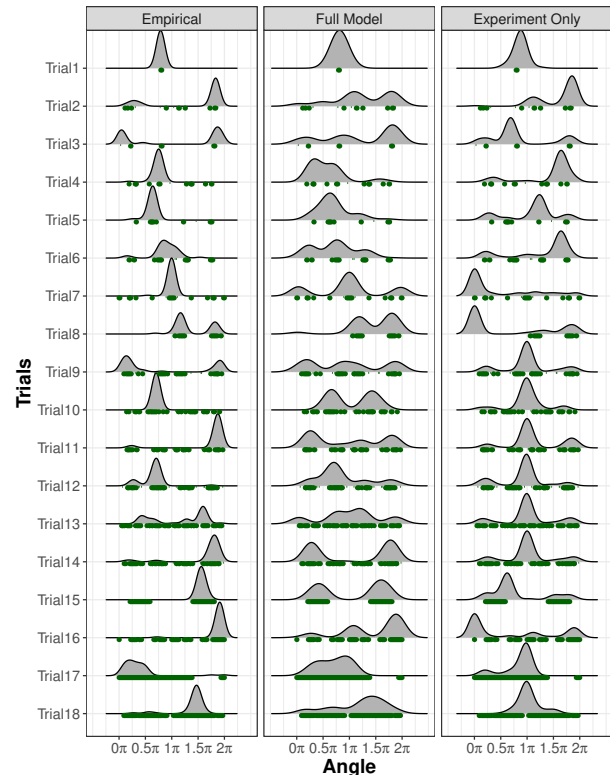 Empirical Full Model Experiment Only
Trial1
Trial2
Trial3
Trial4
Trial5
Trial6
Trial7
Trial8
Trial9
Trial10
Trial11
Trial12
Trial13
Trial14
Trial15
Trial16
Trial17
Trial18
Trials
0π 0.5π 1π 1.5π 2π 0π 0.5π 1π 1.5π 2π 0π 0.5π 1π 1.5π 2π
Angle